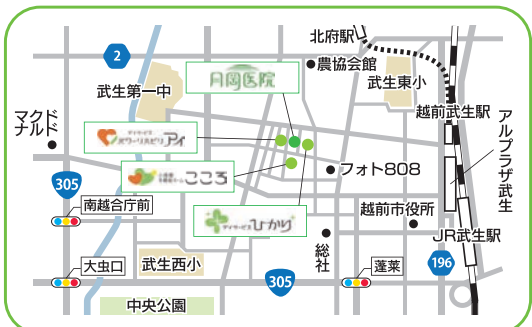 北府駅
2
農協会館
月岡医院
武生東小
武生第一中
越前武生駅
マクド
ナルド
デイサービス
パワーリハビリアイ
アルプラザ武生
こころ
フォト808
305
南越合庁前
デイサービスひかり
越前市役所
JR武生駅
総社
大虫口
武生西小
蓬莱
196
305
中央公園